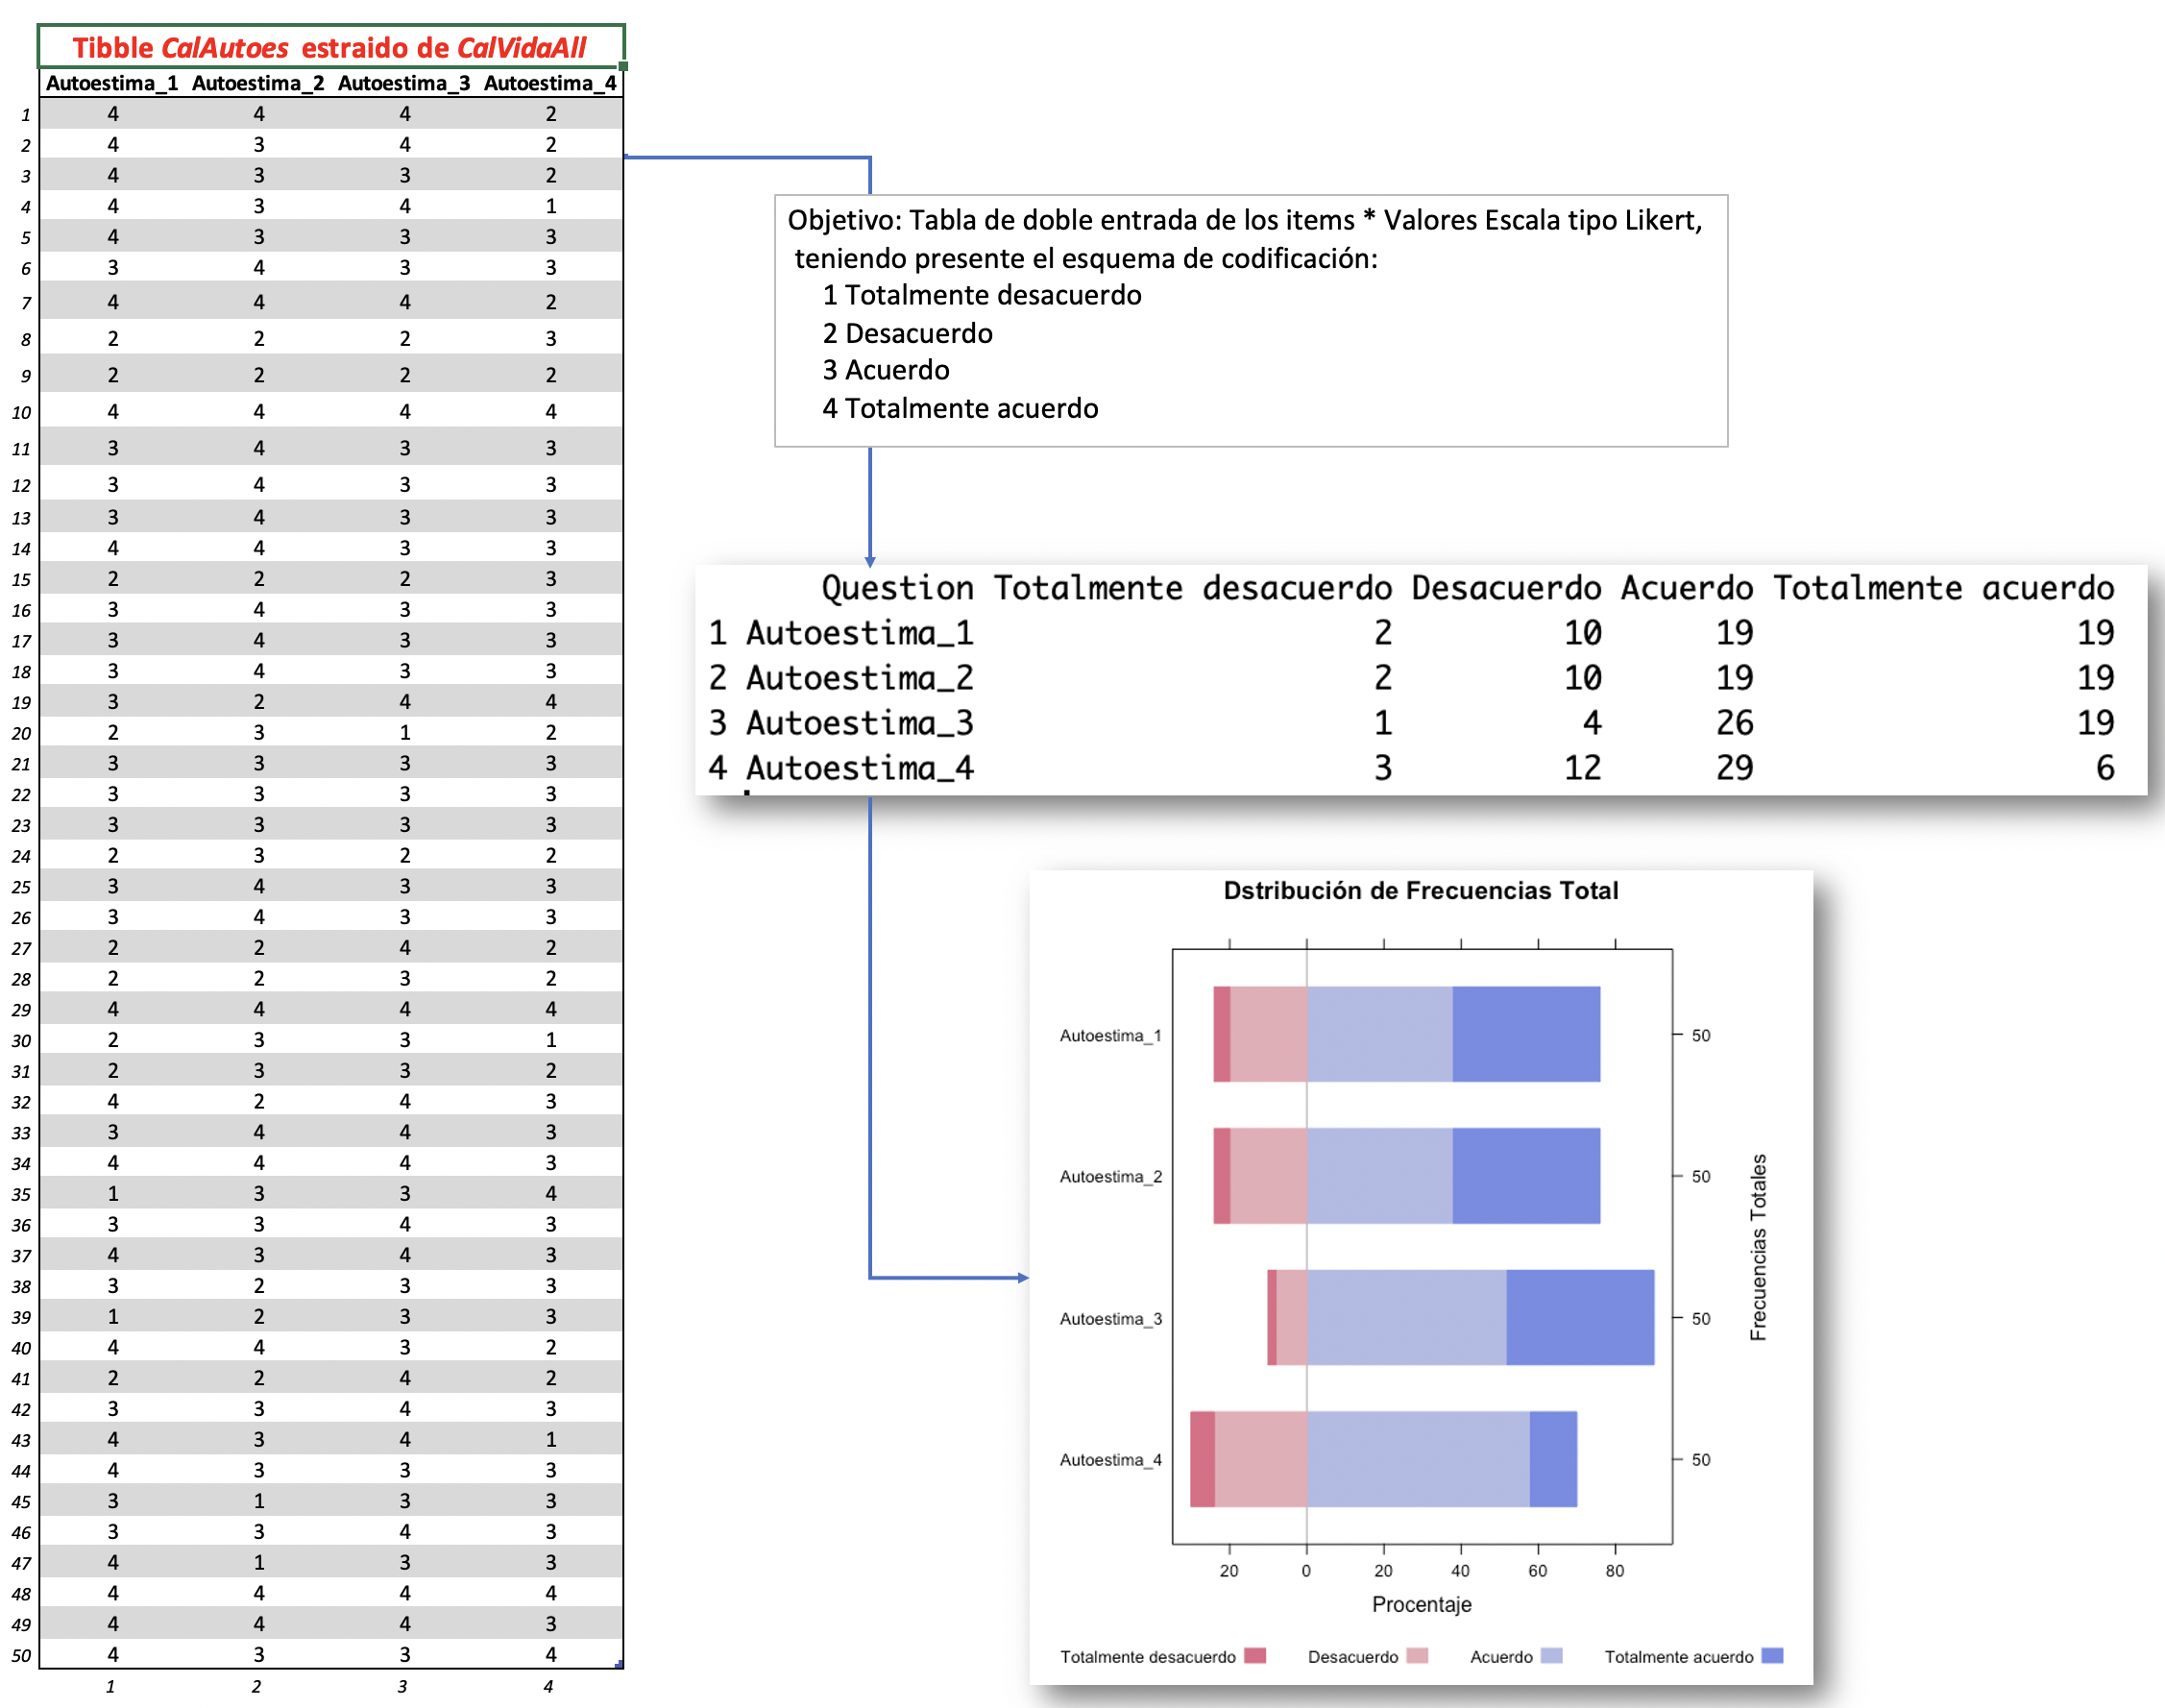 Tibble CalAutoes estraido de CalVidaAll
Autoestima_1 Autoestima_2 Autoestima_3 Autoestima_4
1 4 4 4 2
2 4 3 4 2
3 4 3 3 2
4 4 3 4 1
5 4 3 3 3
6 3 4 3 3
7 4 4 4 2
8 2 2 2 3
9 2 2 2 2
10 4 4 4 4
11 3 4 3 3
12 3 4 3 3
13 3 4 3 3
14 4 4 3 3
15 2 2 2 3
16 3 4 3 3
17 3 4 3 3
18 3 4 3 3
19 3 2 4 4
20 2 3 1 2
21 3 3 3 3
22 3 3 3 3
23 3 3 3 3
24 2 3 2 2
25 3 4 3 3
26 3 4 3 3
27 2 2 4 2
28 2 2 3 2
29 4 4 4 4
30 2 3 3 1
31 2 3 3 2
32 4 2 4 3
33 3 4 4 3
34 4 4 4 3
35 1 3 3 4
36 3 3 4 3
37 4 3 4 3
38 3 2 3 3
39 1 2 3 3
40 4 4 3 2
41 2 2 4 2
42 3 3 4 3
43 4 3 4 1
44 4 3 3 3
45 3 1 3 3
46 3 3 4 3
47 4 1 3 3
48 4 4 4 4
49 4 4 4 3
50 4 3 3 4
1 2 3 4
Objetivo: Tabla de doble entrada de los items * Valores Escala tipo Likert,
teniendo presente el esquema de codificación:
1 Totalmente desacuerdo
2 Desacuerdo
3 Acuerdo
4 Totalmente acuerdo
Question Totalmente desacuerdo Desacuerdo Acuerdo Totalmente acuerdo
1 Autoestima_1 2 10 19 19
2 Autoestima_2 2 10 19 19
3 Autoestima_3 1 4 26 19
4 Autoestima_4 3 12 29 6
Dstribución de Frecuencias Total
Autoestima_1 50
Autoestima_2 50
Autoestima_3 50
Autoestima_4 50
Frecuencias Totales
20 0 20 40 60 80
Procentaje
Totalmente desacuerdo Desacuerdo Acuerdo Totalmente acuerdo